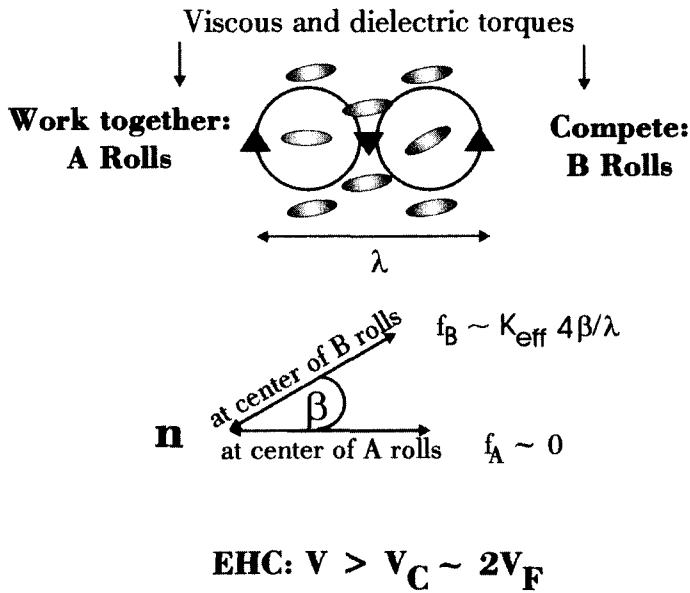 Viscous and dielectric torques
Work together:
A Rolls
Compete:
B Rolls
λ
at center of B rolls
f_B ~ K_eff 4β/λ
β
n
at center of A rolls
f_A ~ 0
EHC: V > V_C ~ 2V_F